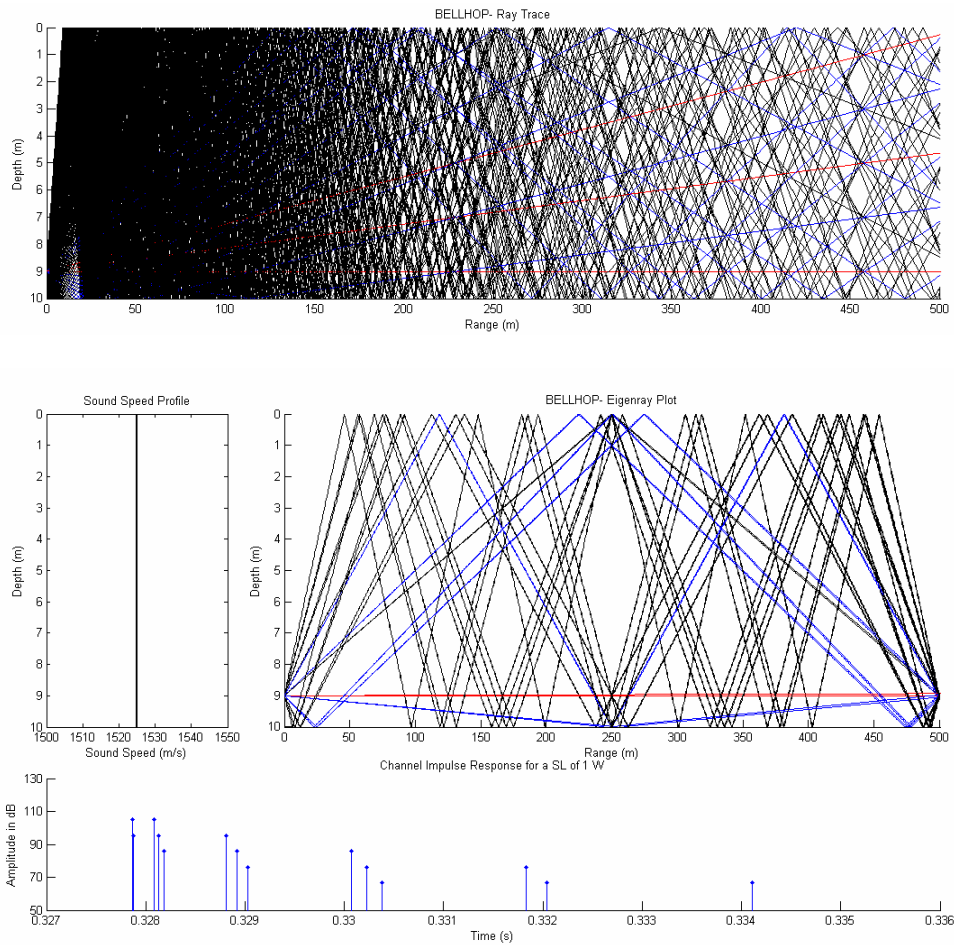 BELLHOP- Ray Trace
0
1
2
3
4
5
6
7
8
9
10
Depth (m)
0 50 100 150 200 250 300 350 400 450 500
Range (m)
Sound Speed Profile
0
1
2
3
4
5
6
7
8
9
10
Depth (m)
1500 1510 1520 1530 1540 1550
Sound Speed (m/s)
BELLHOP- Eigenray Plot
0
1
2
3
4
5
6
7
8
9
10
Depth (m)
0 50 100 150 200 250 300 350 400 450 500
Range (m)
Channel Impulse Response for a SL of 1 W
130
110
90
70
50
Amplitude in dB
0.327 0.328 0.329 0.33 0.331 0.332 0.333 0.334 0.335 0.336
Time (s)